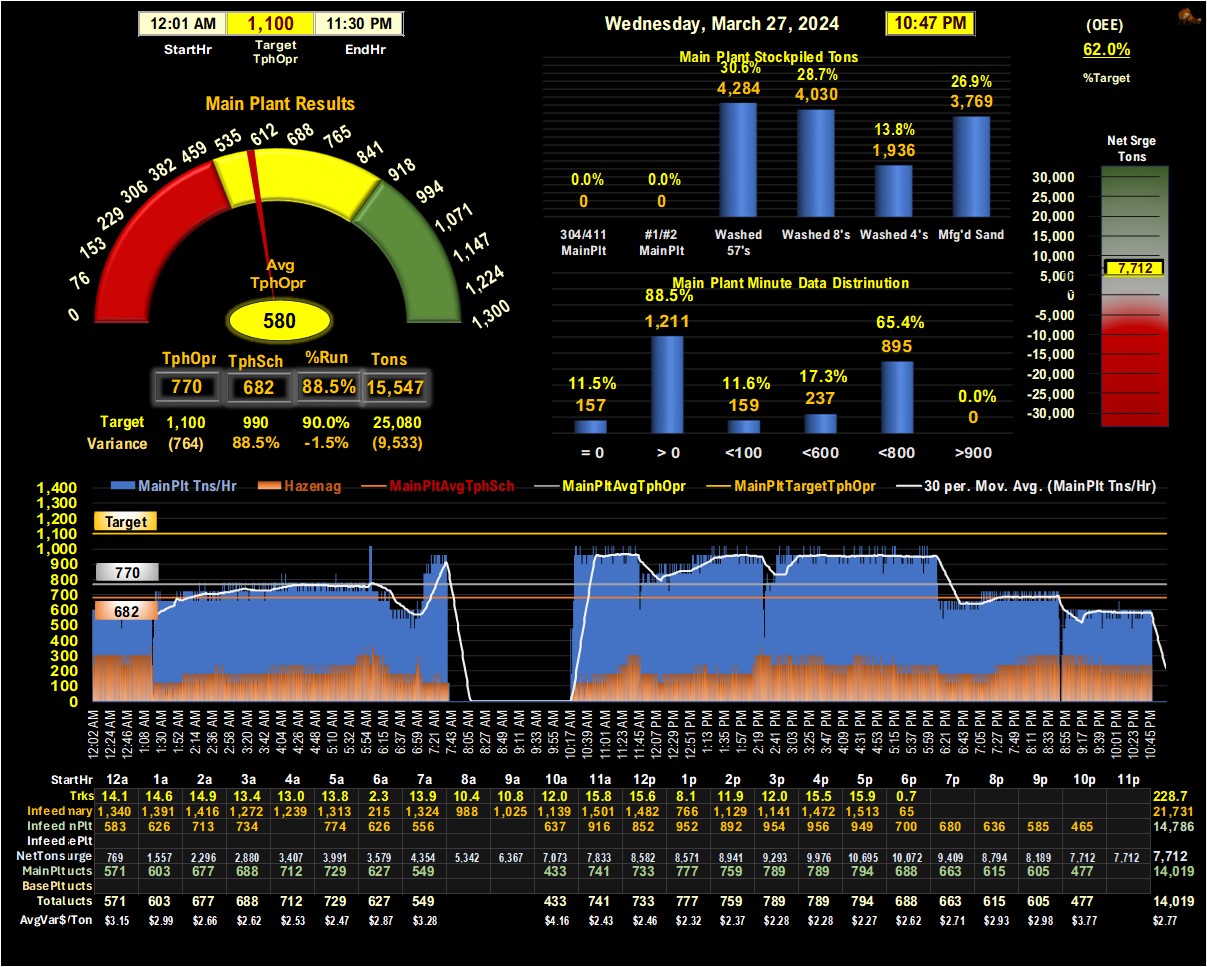 12:01 AM 1,100 11:30 PM
StartHr Target TphOpr EndHr
Wednesday, March 27, 2024 10:47 PM
(OEE)
62.0%
%Target
Main Plant Results
0 76 153 229 306 382 459 535 612 688 765 841 918 994 1,071 1,147 1,224 1,300
Avg
TphOpr
580
TphOpr TphSch %Run Tons
770 682 88.5% 15,547
Target 1,100 990 90.0% 25,080
Variance (764) 88.5% -1.5% (9,533)
Main Plant Stockpiled Tons
0.0% 0.0% 30.6% 28.7% 13.8% 26.9%
0 0 4,284 4,030 1,936 3,769
304/411 MainPlt #1/#2 MainPlt Washed 57's Washed 8's Washed 4's Mfg'd Sand
Main Plant Minute Data Distrinution
11.5% 88.5% 11.6% 17.3% 65.4% 0.0%
157 1,211 159 237 895 0
= 0 > 0 <100 <600 <800 >900
Net Srge
Tons
30,000
25,000
20,000
15,000
10,000
7,712
5,000
0
-5,000
-10,000
-15,000
-20,000
-25,000
-30,000
MainPlt Tns/Hr Hazenag MainPltAvgTphSch MainPltAvgTphOpr MainPltTargetTphOpr 30 per. Mov. Avg. (MainPlt Tns/Hr)
1,400
1,300
1,200 Target
1,100
1,000
900
800 770
700
600 682
500
400
300
200
100
0
12:02 AM 12:24 AM 12:46 AM 1:08 AM 1:30 AM 1:52 AM 2:14 AM 2:36 AM 2:58 AM 3:20 AM 3:42 AM 4:04 AM 4:26 AM 4:48 AM 5:10 AM 5:32 AM 5:54 AM 6:15 AM 6:37 AM 6:59 AM 7:21 AM 7:43 AM 8:05 AM 8:27 AM 8:49 AM 9:11 AM 9:33 AM 9:55 AM 10:17 AM 10:39 AM 11:01 AM 11:23 AM 11:45 AM 12:07 PM 12:29 PM 12:51 PM 1:13 PM 1:35 PM 1:57 PM 2:19 PM 2:41 PM 3:03 PM 3:25 PM 3:47 PM 4:09 PM 4:31 PM 4:53 PM 5:15 PM 5:37 PM 5:59 PM 6:21 PM 6:43 PM 7:05 PM 7:27 PM 7:49 PM 8:11 PM 8:33 PM 8:55 PM 9:17 PM 9:39 PM 10:01 PM 10:23 PM 10:45 PM
StartHr 12a 1a 2a 3a 4a 5a 6a 7a 8a 9a 10a 11a 12p 1p 2p 3p 4p 5p 6p 7p 8p 9p 10p 11p
Trks 14.1 14.6 14.9 13.4 13.0 13.8 2.3 13.9 10.4 10.8 12.0 15.8 15.6 8.1 11.9 12.0 15.5 15.9 0.7 228.7
Infeed nary 1,340 1,391 1,416 1,272 1,239 1,313 215 1,324 988 1,025 1,139 1,501 1,482 766 1,129 1,141 1,472 1,513 65 21,731
Infeed nPlt 583 626 713 734 774 626 556 637 916 852 952 892 954 956 949 700 680 636 585 465 14,786
Infeed ePlt
NetTonsurge 769 1,557 2,296 2,880 3,407 3,991 3,579 4,354 5,342 6,367 7,073 7,833 8,582 8,571 8,941 9,293 9,976 10,695 10,072 9,409 8,794 8,189 7,712 7,712 7,712
MainPltucts 571 603 677 688 712 729 627 549 433 741 733 777 759 789 789 794 688 663 615 605 477 14,019
BasePltucts
Totalucts 571 603 677 688 712 729 627 549 433 741 733 777 759 789 789 794 688 663 615 605 477 14,019
AvgVar$/Ton $3.15 $2.99 $2.66 $2.62 $2.53 $2.47 $2.87 $3.28 $4.16 $2.43 $2.46 $2.32 $2.37 $2.28 $2.28 $2.27 $2.62 $2.71 $2.93 $2.98 $3.77 $2.77